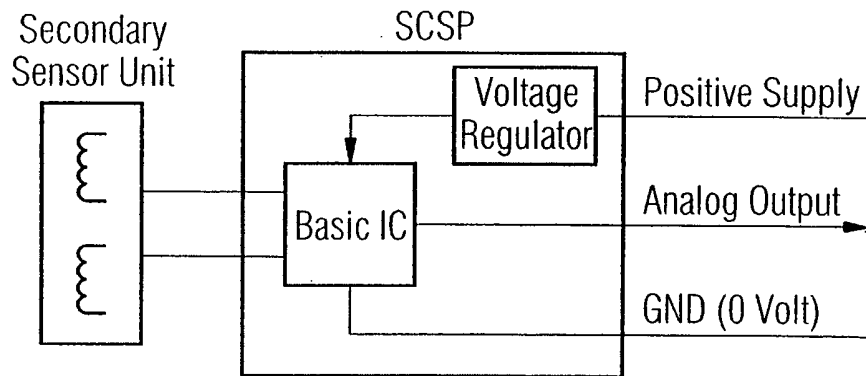 Secondary
Sensor Unit
SCSP
Voltage
Regulator
Positive Supply
Basic IC
Analog Output
GND (0 Volt)